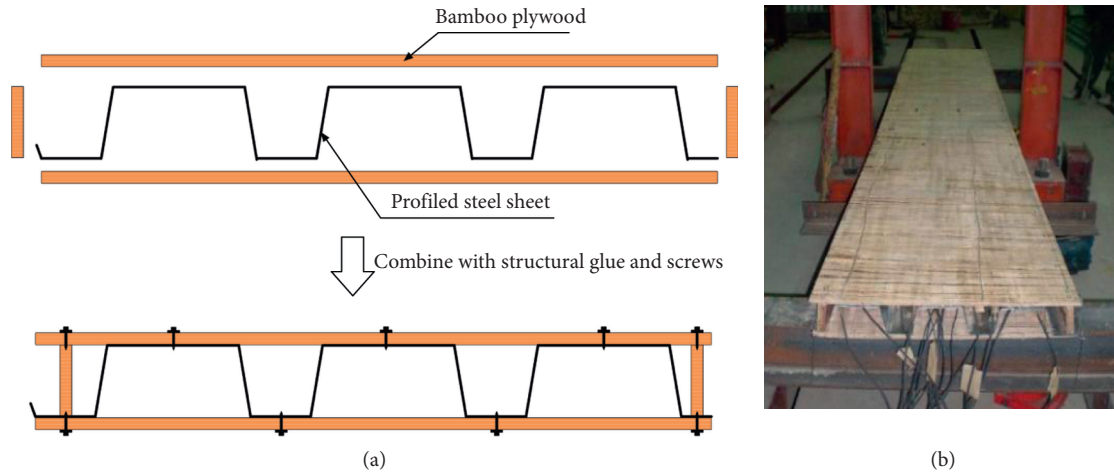 Bamboo plywood
Profiled steel sheet
Combine with structural glue and screws
(a)
(b)